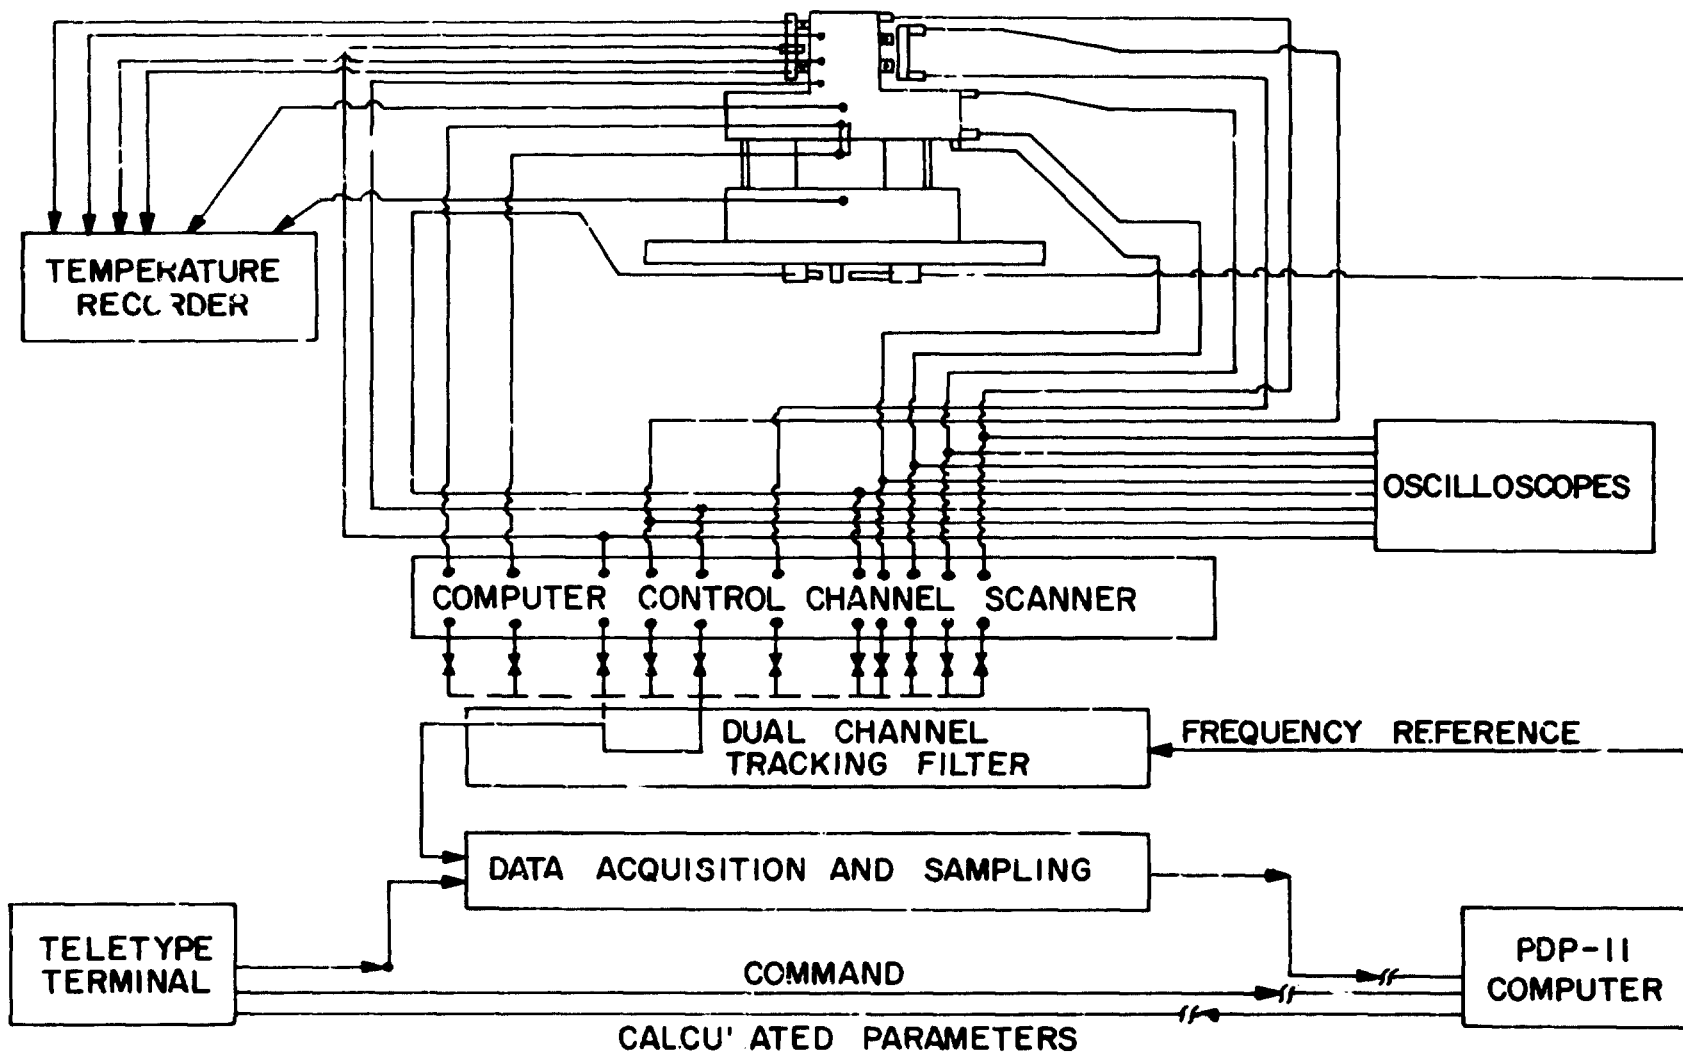 TEMPERATURE
RECORDER
OSCILLOSCOPES
COMPUTER CONTROL CHANNEL SCANNER
DUAL CHANNEL
TRACKING FILTER
FREQUENCY REFERENCE
DATA ACQUISITION AND SAMPLING
TELETYPE
TERMINAL
PDP-11
COMPUTER
COMMAND
CALCULATED PARAMETERS